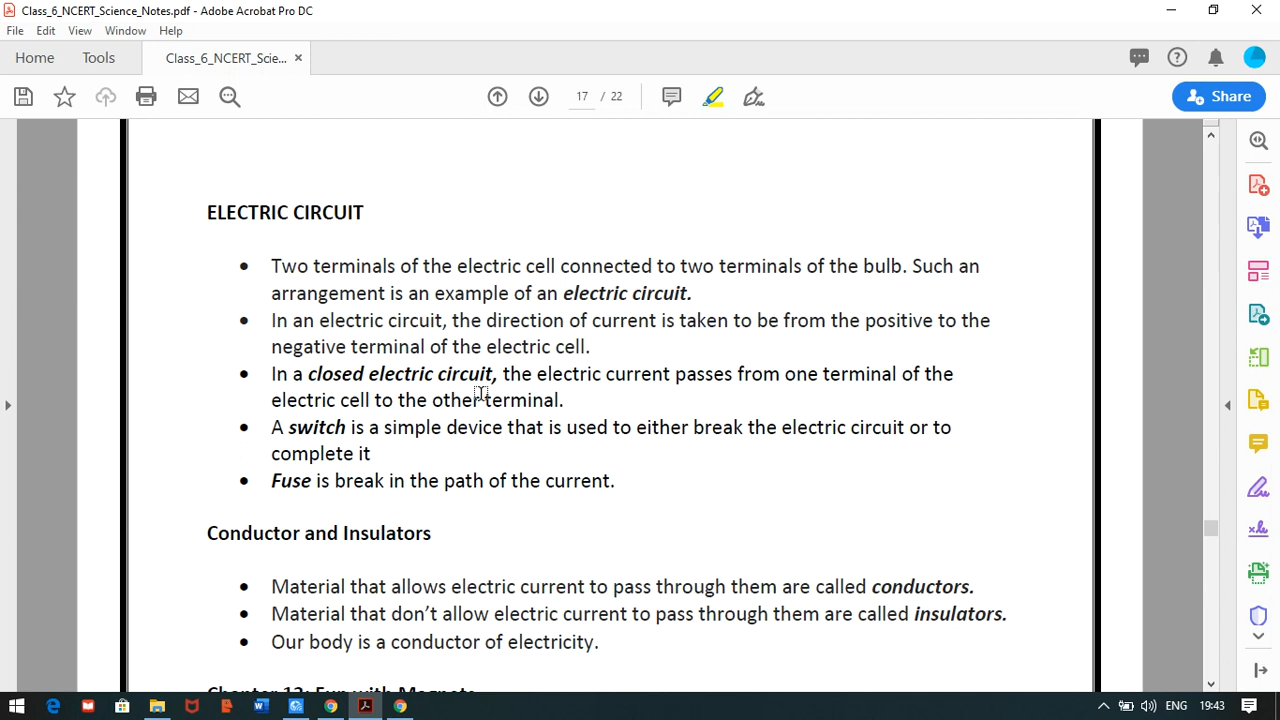 Class_6_NCERT_Science_Notes.pdf - Adobe Acrobat Pro DC
File Edit View Window Help
Home Tools Class_6_NCERT_Scie... ×
17 / 22
Share
ELECTRIC CIRCUIT
• Two terminals of the electric cell connected to two terminals of the bulb. Such an
arrangement is an example of an electric circuit.
• In an electric circuit, the direction of current is taken to be from the positive to the
negative terminal of the electric cell.
• In a closed electric circuit, the electric current passes from one terminal of the
electric cell to the other terminal.
• A switch is a simple device that is used to either break the electric circuit or to
complete it
• Fuse is break in the path of the current.
Conductor and Insulators
• Material that allows electric current to pass through them are called conductors.
• Material that don’t allow electric current to pass through them are called insulators.
• Our body is a conductor of electricity.
Chapter 13: Fun with Magnets
ENG 19:43